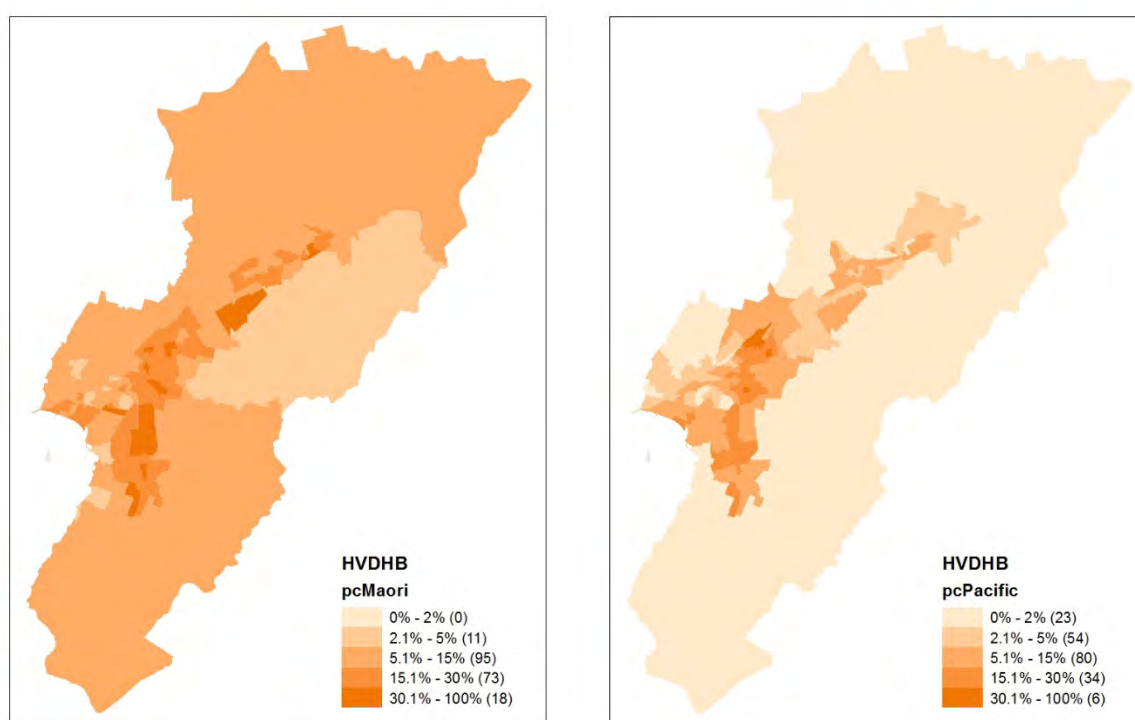 HVDHB
pcMaori
0% - 2% (0)
2.1% - 5% (11)
5.1% - 15% (95)
15.1% - 30% (73)
30.1% - 100% (18)
HVDHB
pcPacific
0% - 2% (23)
2.1% - 5% (54)
5.1% - 15% (80)
15.1% - 30% (34)
30.1% - 100% (6)